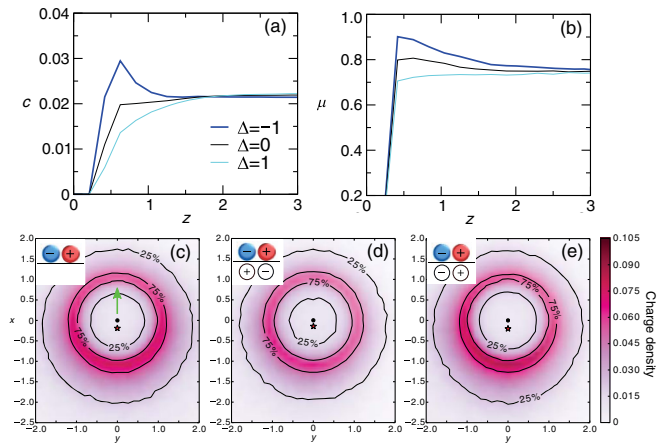 0.04
(a)
0.03
c
0.02
0.01
0
Δ=−1
Δ=0
Δ=1
0
1
2
3
z
1.0
(b)
0.8
μ
0.6
0.4
0.2
0
1
2
3
z
2.0
1.5
1.0
0.5
x
0
−0.5
−1.0
−1.5
−2.0
−2.5
− +
(c)
25%
75%
75%
25%
−2.0 −1.0 0 1.0 2.0
y
− +
+ −
(d)
25%
75%
75%
25%
−2.0 −1.0 0 1.0 2.0
y
− +
− +
(e)
75%
25%
75%
25%
−2.0 −1.0 0 1.0 2.0
y
0.105
0.090
0.075
0.060
0.045
0.030
0.015
0
Charge density